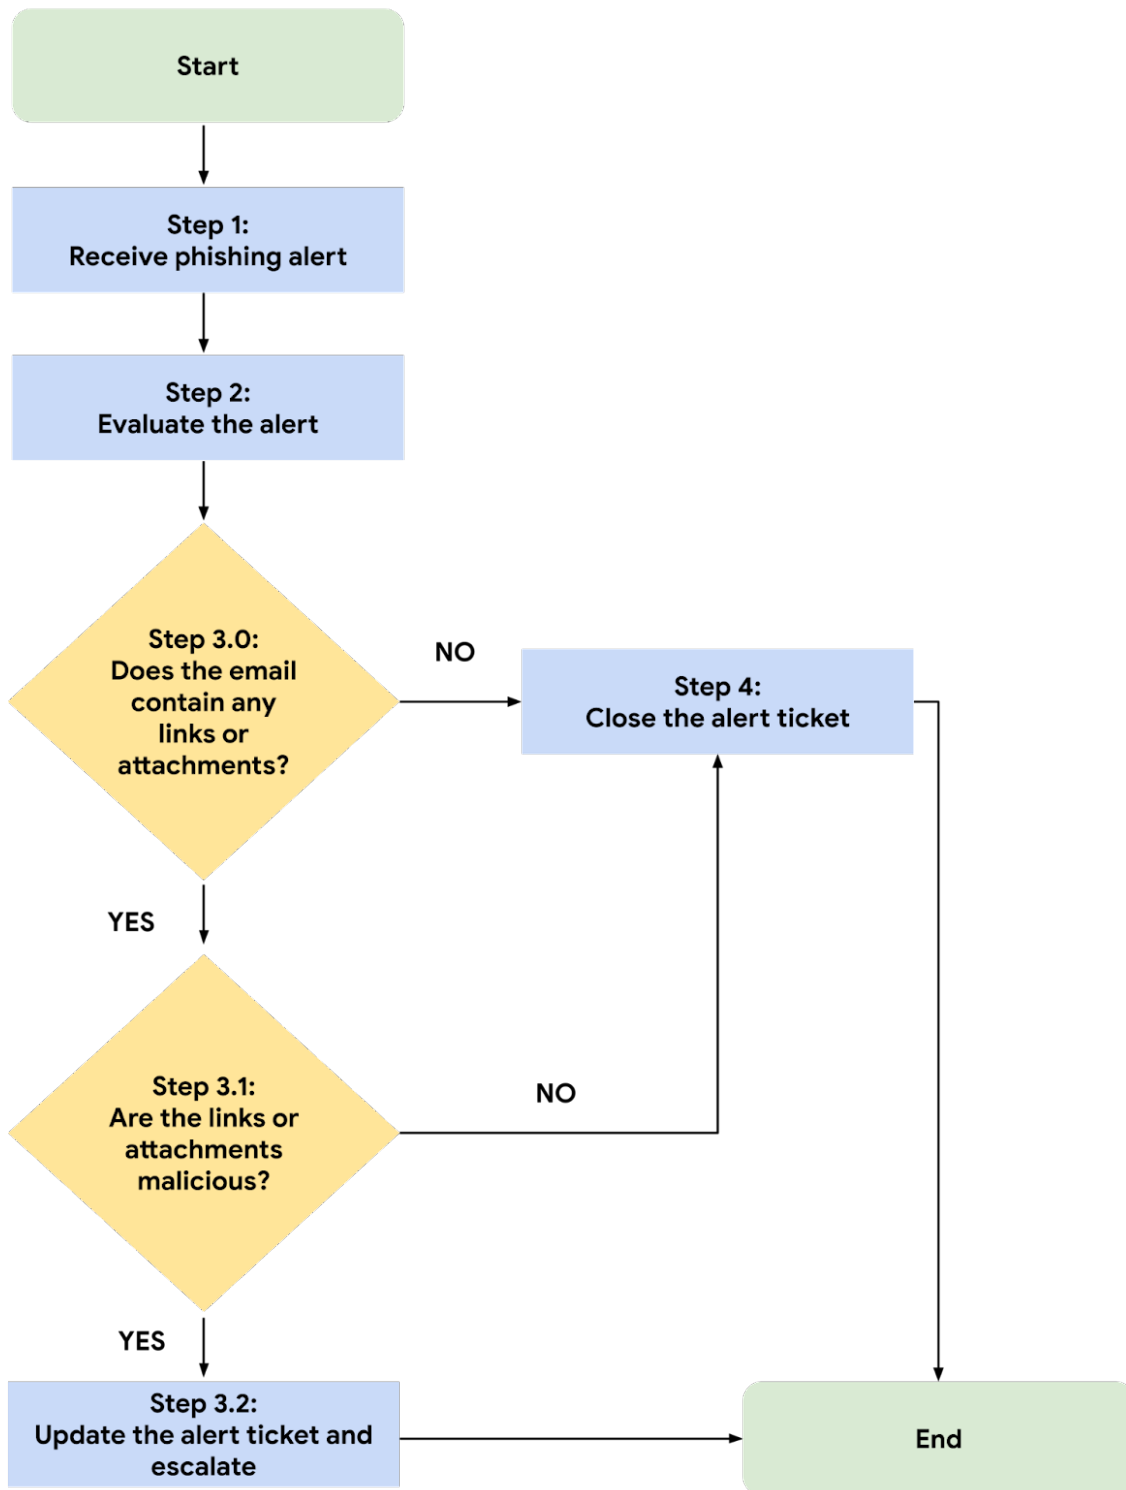 Start
Step 1:
Receive phishing alert
Step 2:
Evaluate the alert
Step 3.0:
Does the email
contain any
links or
attachments?
NO
Step 4:
Close the alert ticket
YES
Step 3.1:
Are the links or
attachments
malicious?
NO
YES
Step 3.2:
Update the alert ticket and
escalate
End